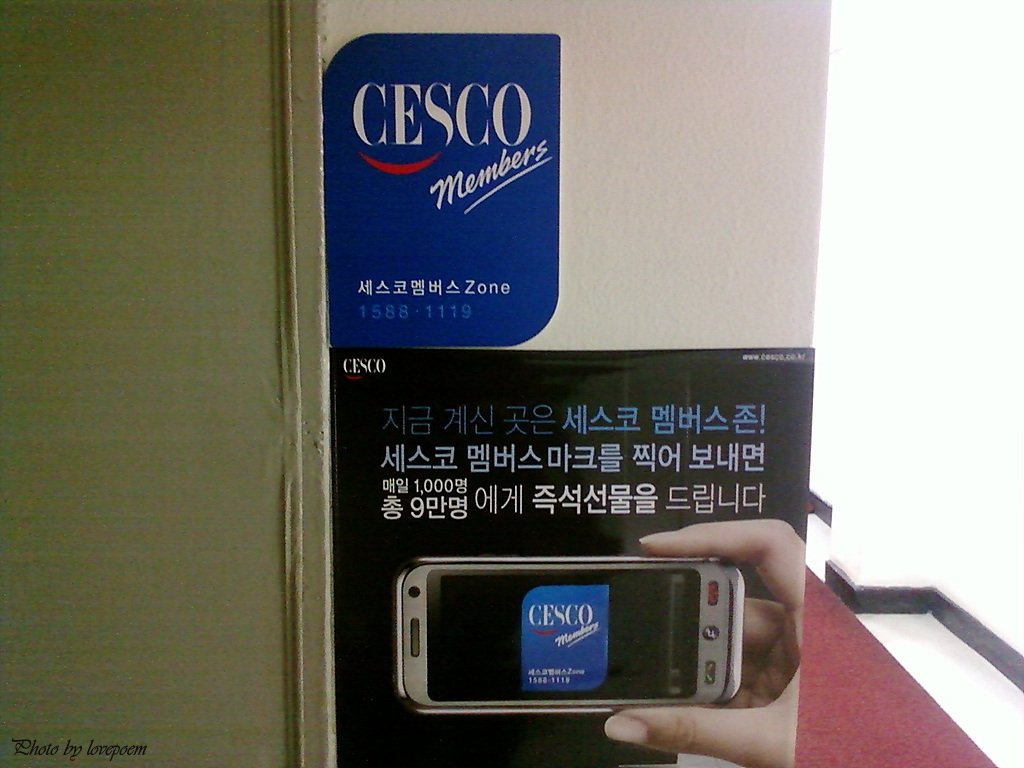 CESCO
Members
세스코멤버스 Zone
1588·1119
CESCO
www.cesco.co.kr
지금 계신 곳은 세스코 멤버스존!
세스코 멤버스마크를 찍어 보내면
매일 1,000명
총 9만명 에게 즉석선물을 드립니다
CESCO
Members
세스코멤버스Zone
1588·1119
Photo by lovepoem